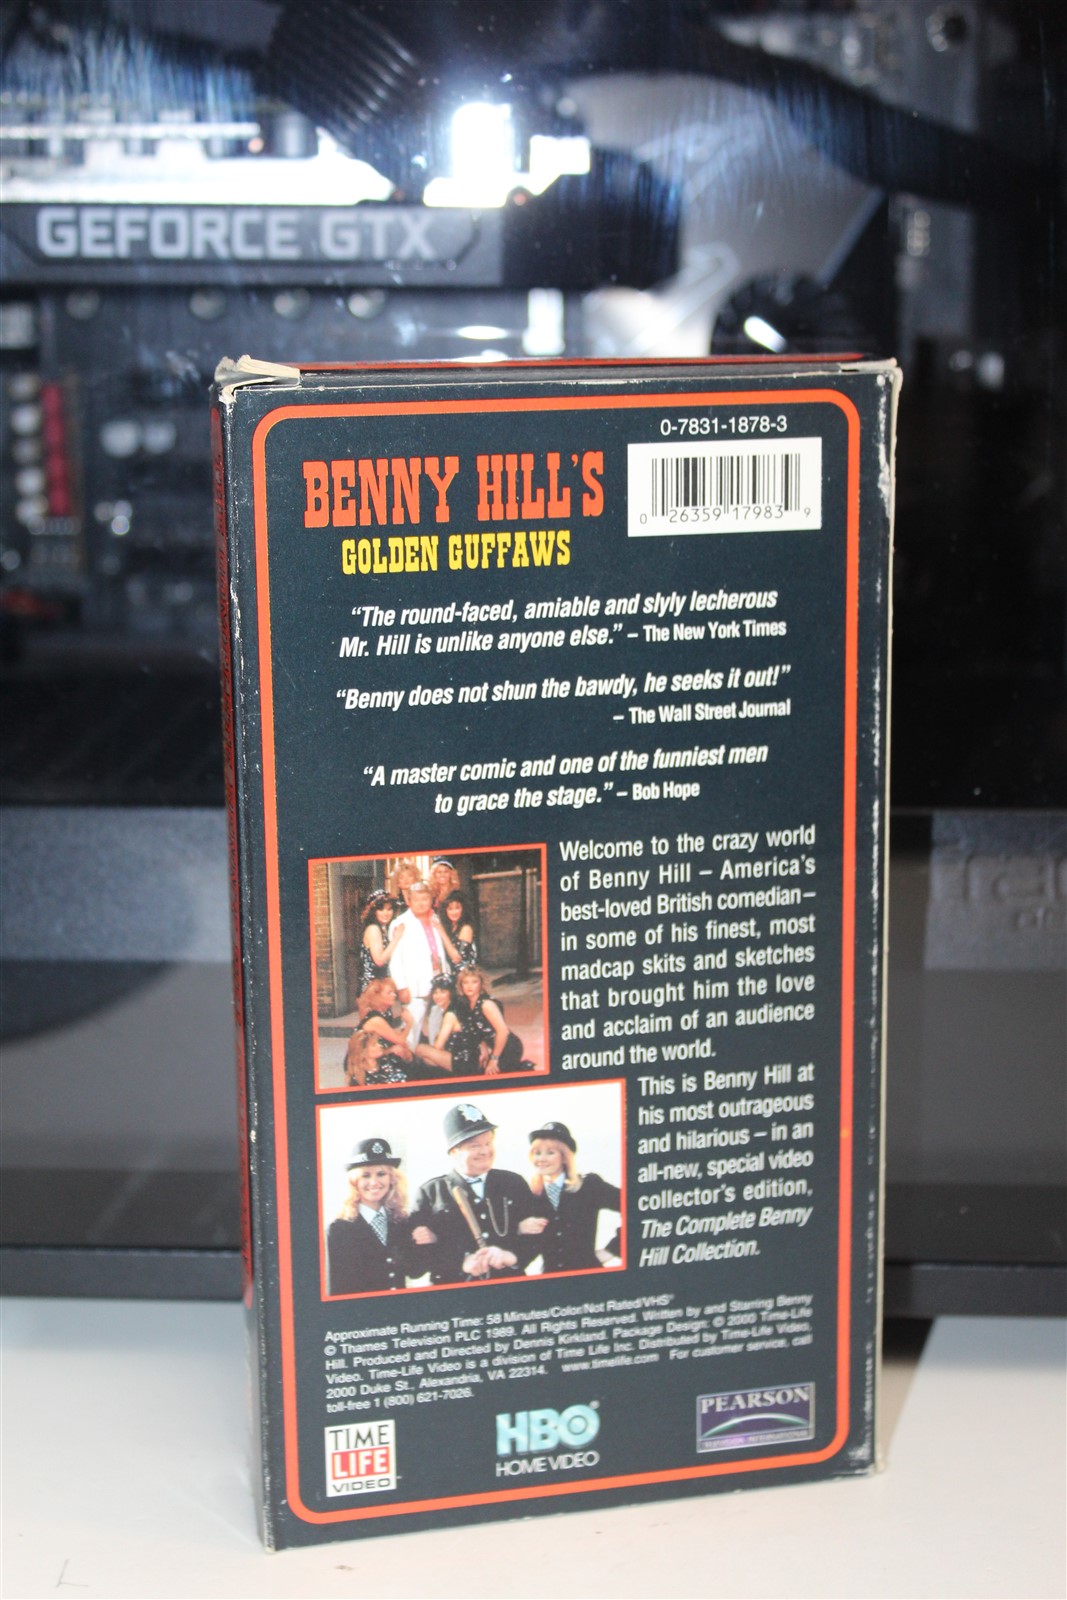 GEFORCE GTX
0-7831-1878-3
BENNY HILL'S
GOLDEN GUFFAWS
0 26359 17983 9
“The round-faced, amiable and slyly lecherous
Mr. Hill is unlike anyone else.” – The New York Times
“Benny does not shun the bawdy, he seeks it out!”
– The Wall Street Journal
“A master comic and one of the funniest men
to grace the stage.” – Bob Hope
Welcome to the crazy world
of Benny Hill – America's
best-loved British comedian–
in some of his finest, most
madcap skits and sketches
that brought him the love
and acclaim of an audience
around the world.
This is Benny Hill at
his most outrageous
and hilarious – in an
all-new, special video
collector's edition,
The Complete Benny
Hill Collection.
Approximate Running Time: 58 Minutes/Color/Not Rated/VHS
© Thames Television PLC 1989. All Rights Reserved. Written by and Starring Benny
Hill. Produced and Directed by Dennis Kirkland. Package Design: © 2000 Time-Life
Video. Time-Life Video is a division of Time Life Inc. Distributed by Time-Life Video,
2000 Duke St., Alexandria, VA 22314. www.timelife.com For customer service, call
toll-free 1 (800) 621-7026.
TIME
LIFE
VIDEO
HBO
HOME VIDEO
PEARSON
TELEVISION INTERNATIONAL